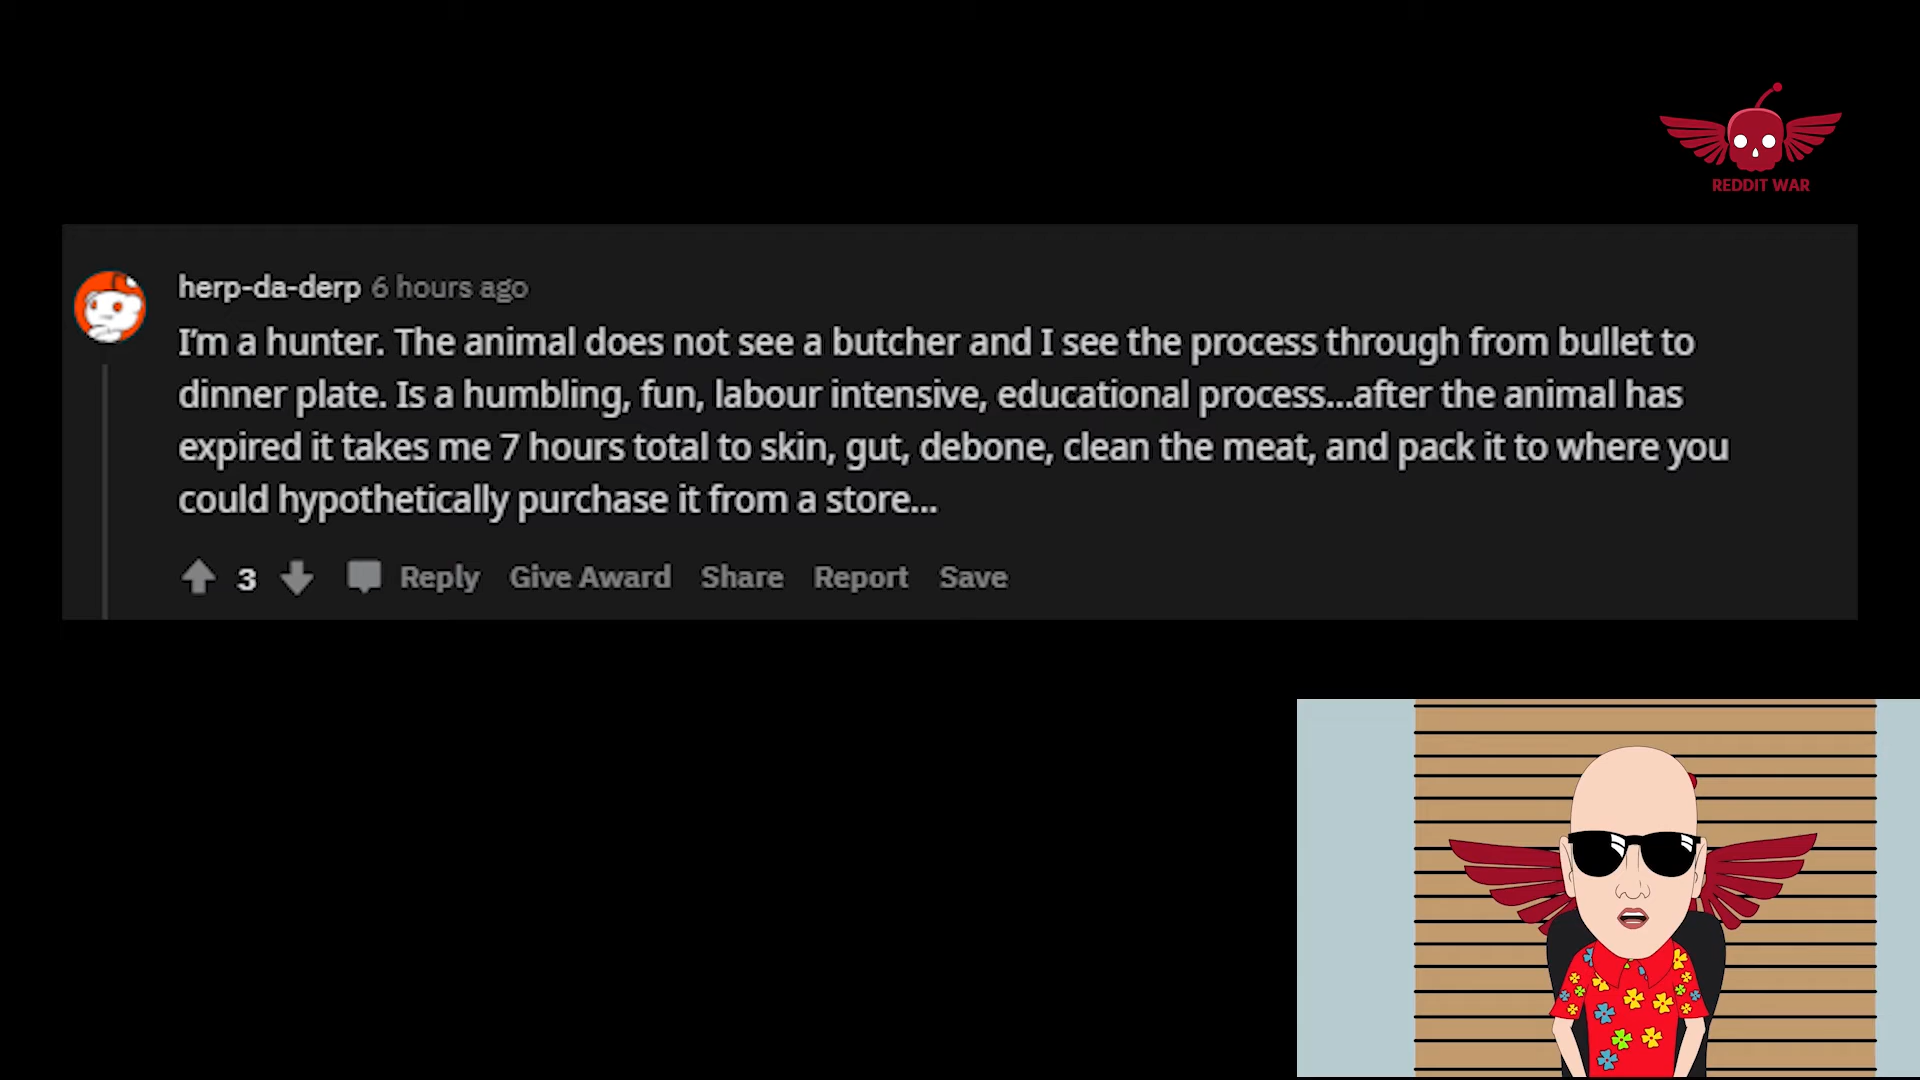 REDDIT WAR
herp-da-derp 6 hours ago
I'm a hunter. The animal does not see a butcher and I see the process through from bullet to
dinner plate. Is a humbling, fun, labour intensive, educational process...after the animal has
expired it takes me 7 hours total to skin, gut, debone, clean the meat, and pack it to where you
could hypothetically purchase it from a store...
3 Reply Give Award Share Report Save